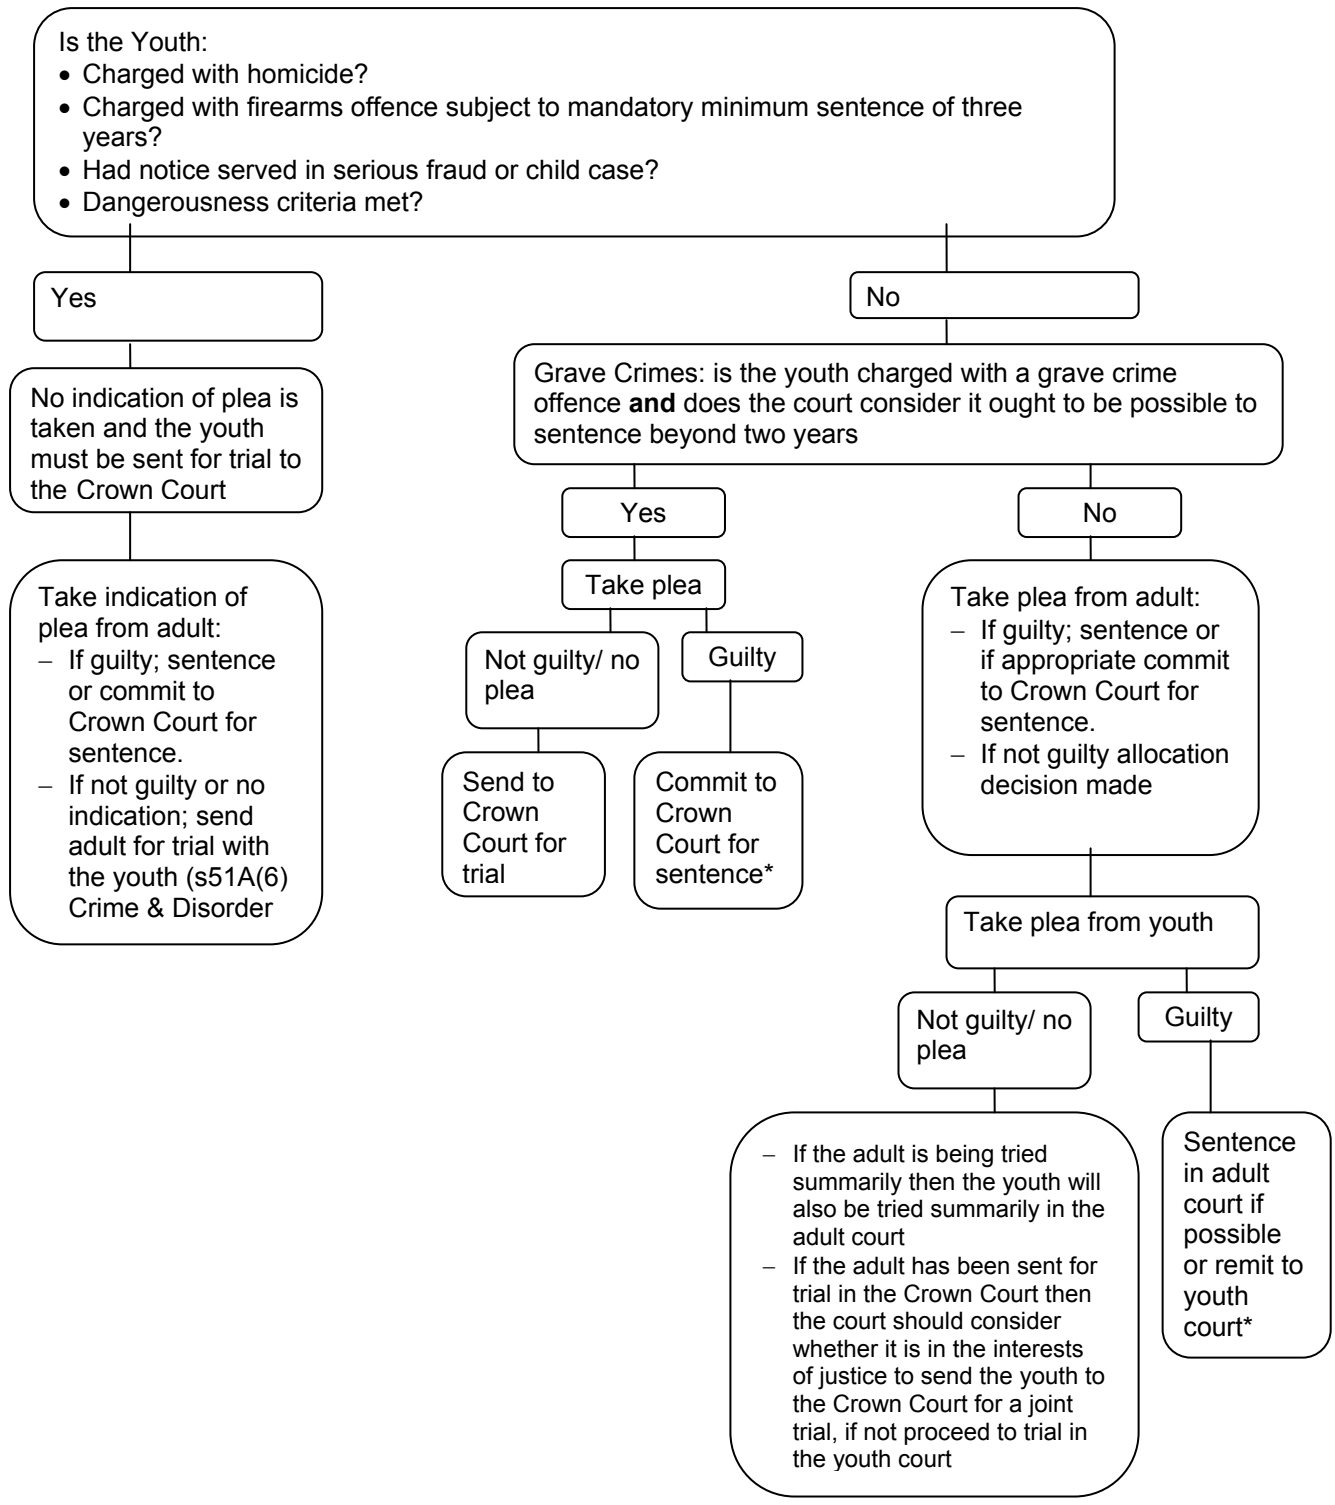 Is the Youth:
• Charged with homicide?
• Charged with firearms offence subject to mandatory minimum sentence of three
years?
• Had notice served in serious fraud or child case?
• Dangerousness criteria met?
Yes
No
No indication of plea is
taken and the youth
must be sent for trial to
the Crown Court
Grave Crimes: is the youth charged with a grave crime
offence and does the court consider it ought to be possible to
sentence beyond two years
Yes
No
Take indication of
plea from adult:
– If guilty; sentence
or commit to
Crown Court for
sentence.
– If not guilty or no
indication; send
adult for trial with
the youth (s51A(6)
Crime & Disorder
Take plea
Not guilty/ no
plea
Guilty
Send to
Crown
Court for
trial
Commit to
Crown
Court for
sentence*
Take plea from adult:
– If guilty; sentence or
if appropriate commit
to Crown Court for
sentence.
– If not guilty allocation
decision made
Take plea from youth
Not guilty/ no
plea
Guilty
– If the adult is being tried
summarily then the youth will
also be tried summarily in the
adult court
– If the adult has been sent for
trial in the Crown Court then
the court should consider
whether it is in the interests
of justice to send the youth to
the Crown Court for a joint
trial, if not proceed to trial in
the youth court
Sentence
in adult
court if
possible
or remit to
youth
court*